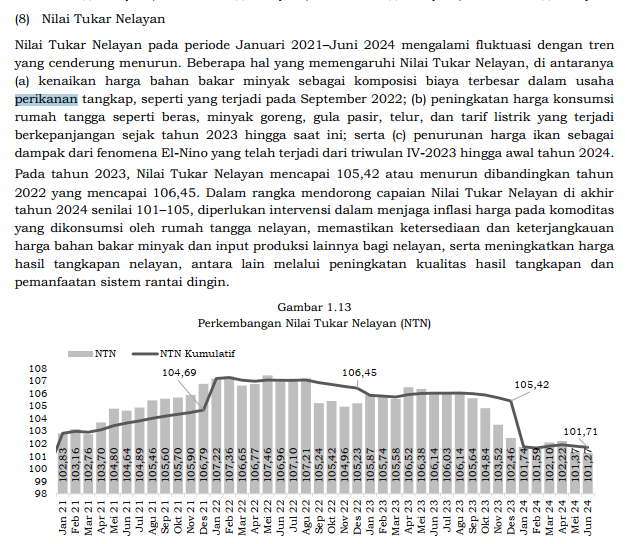 (8) Nilai Tukar Nelayan
Nilai Tukar Nelayan pada periode Januari 2021–Juni 2024 mengalami fluktuasi dengan tren
yang cenderung menurun. Beberapa hal yang memengaruhi Nilai Tukar Nelayan, di antaranya
(a) kenaikan harga bahan bakar minyak sebagai komposisi biaya terbesar dalam usaha
perikanan tangkap, seperti yang terjadi pada September 2022; (b) peningkatan harga konsumsi
rumah tangga seperti beras, minyak goreng, gula pasir, telur, dan tarif listrik yang terjadi
berkepanjangan sejak tahun 2023 hingga saat ini; serta (c) penurunan harga ikan sebagai
dampak dari fenomena El-Nino yang telah terjadi dari triwulan IV-2023 hingga awal tahun 2024.
Pada tahun 2023, Nilai Tukar Nelayan mencapai 105,42 atau menurun dibandingkan tahun
2022 yang mencapai 106,45. Dalam rangka mendorong capaian Nilai Tukar Nelayan di akhir
tahun 2024 senilai 101–105, diperlukan intervensi dalam menjaga inflasi harga pada komoditas
yang dikonsumsi oleh rumah tangga nelayan, memastikan ketersediaan dan keterjangkauan
harga bahan bakar minyak dan input produksi lainnya bagi nelayan, serta meningkatkan harga
hasil tangkapan nelayan, antara lain melalui peningkatan kualitas hasil tangkapan dan
pemanfaatan sistem rantai dingin.
Gambar 1.13
Perkembangan Nilai Tukar Nelayan (NTN)
NTN NTN Kumulatif
104,69
106,45
105,42
101,71
108
107
106
105
104
103
102
101
100
99
98
102,83 103,16 102,76 103,70 104,80 104,64 104,89 105,46 105,60 105,70 105,90 106,79 107,22 107,36 106,65 106,77 107,46 106,96 107,10 107,21 105,24 105,42 104,96 105,23 105,87 105,74 105,58 106,52 106,38 106,14 106,03 106,14 105,64 104,84 103,52 102,46 101,74 101,59 102,10 102,22 101,37 101,27
Jan 21 Feb 21 Mar 21 Apr 21 Mei 21 Jun 21 Jul 21 Agu 21 Sep 21 Okt 21 Nov 21 Des 21 Jan 22 Feb 22 Mar 22 Apr 22 Mei 22 Jun 22 Jul 22 Agu 22 Sep 22 Okt 22 Nov 22 Des 22 Jan 23 Feb 23 Mar 23 Apr 23 Mei 23 Jun 23 Jul 23 Agu 23 Sep 23 Okt 23 Nov 23 Des 23 Jan 24 Feb 24 Mar 24 Apr 24 Mei 24 Jun 24